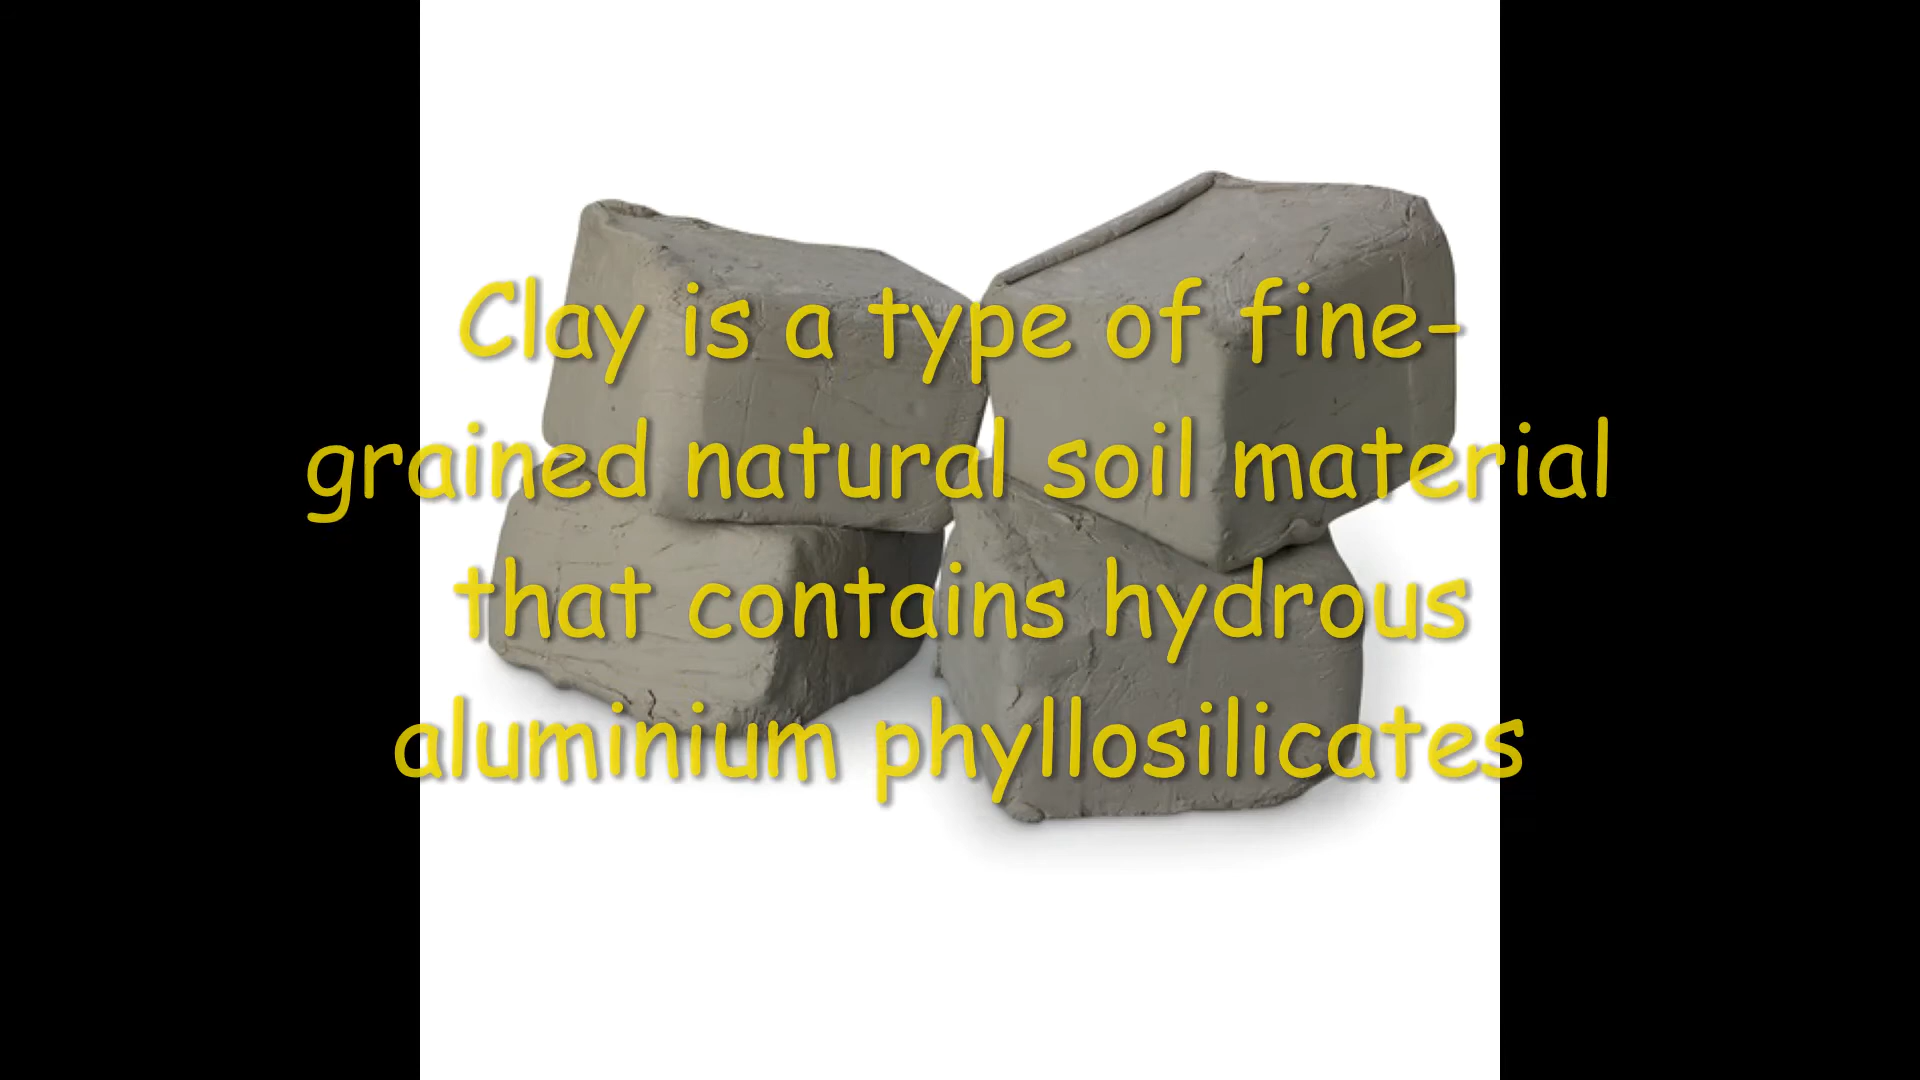 Clay is a type of fine-
grained natural soil material
that contains hydrous
aluminium phyllosilicates